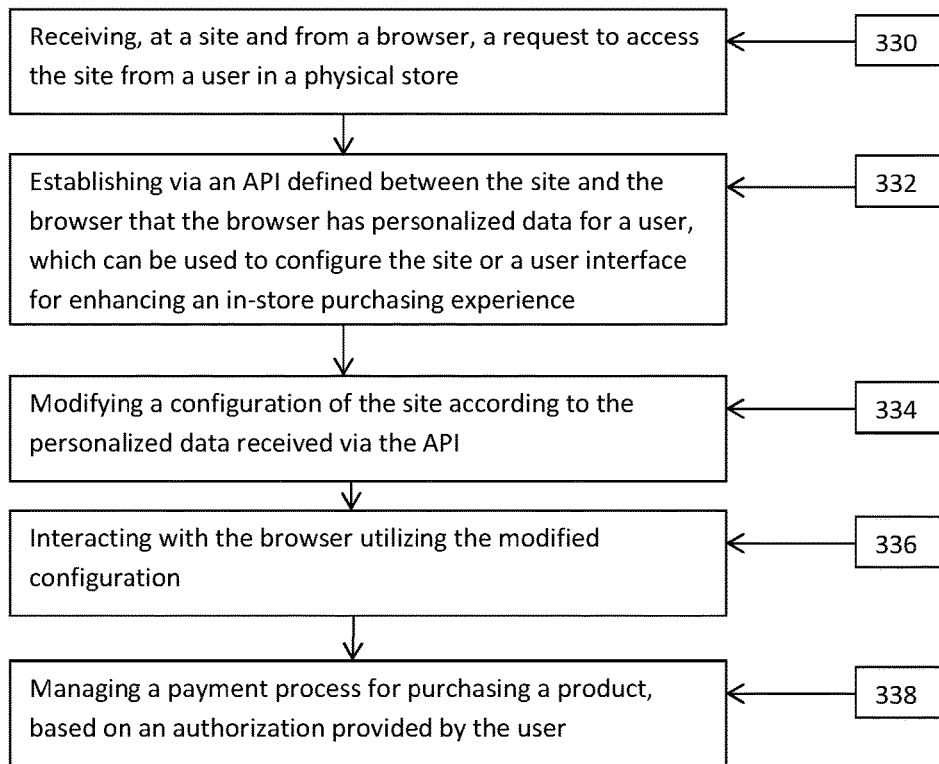 Receiving, at a site and from a browser, a request to access
the site from a user in a physical store
330
Establishing via an API defined between the site and the
browser that the browser has personalized data for a user,
which can be used to configure the site or a user interface
for enhancing an in-store purchasing experience
332
Modifying a configuration of the site according to the
personalized data received via the API
334
Interacting with the browser utilizing the modified
configuration
336
Managing a payment process for purchasing a product,
based on an authorization provided by the user
338